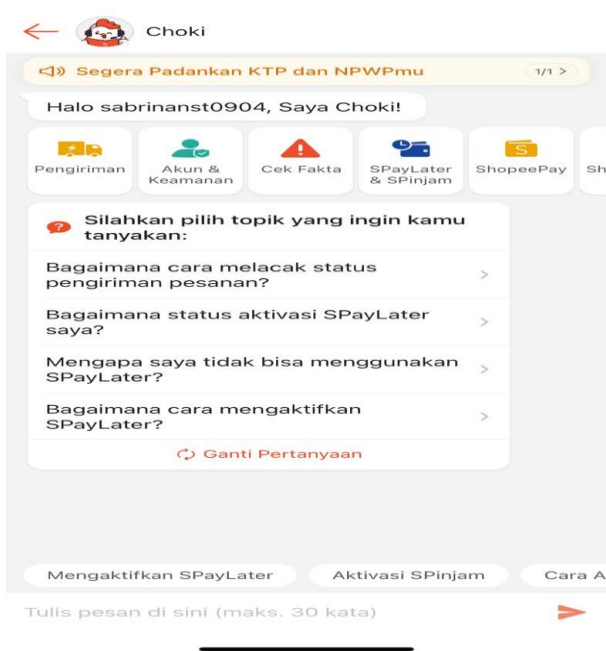 Choki
Segera Padankan KTP dan NPWPmu
1/1 >
Halo sabrinanst0904, Saya Choki!
Pengiriman
Akun &
Keamanan
Cek Fakta
SPayLater
& SPinjam
ShopeePay
Sh
Silahkan pilih topik yang ingin kamu
tanyakan:
Bagaimana cara melacak status
pengiriman pesanan?
Bagaimana status aktivasi SPayLater
saya?
Mengapa saya tidak bisa menggunakan
SPayLater?
Bagaimana cara mengaktifkan
SPayLater?
Ganti Pertanyaan
Mengaktifkan SPayLater
Aktivasi SPinjam
Cara A
Tulis pesan di sini (maks. 30 kata)